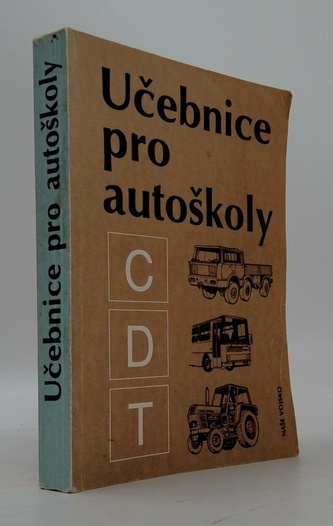 Učebnice pro autoškoly
Učebnice
pro
autoškoly
C
D
T
NAŠE VOJSKO